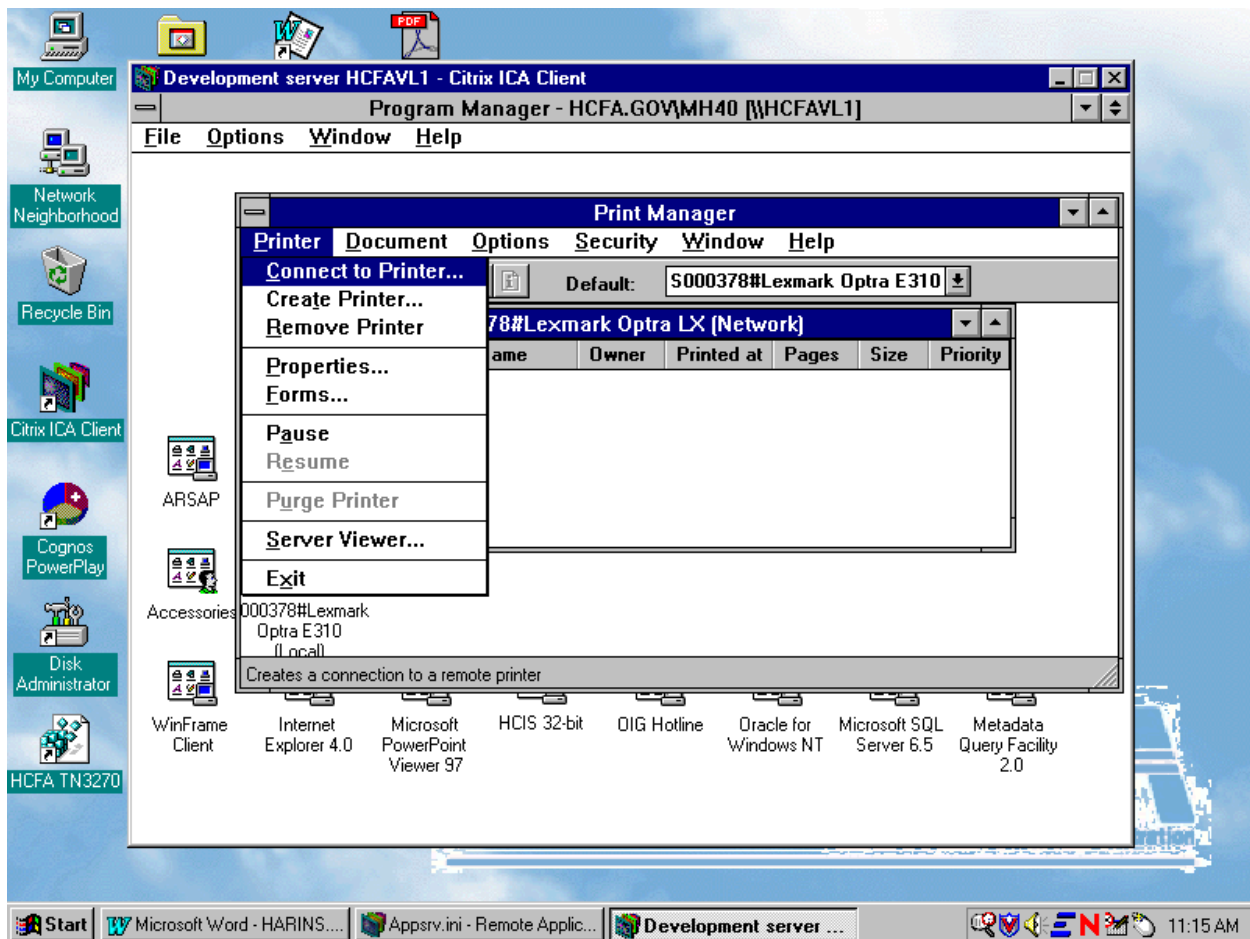 PDF
My Computer
Network
Neighborhood
Recycle Bin
Citrix ICA Client
Cognos
PowerPlay
Disk
Administrator
HCFA TN3270
Development server HCFAVL1 - Citrix ICA Client
Program Manager - HCFA.GOV\MH40 [\\HCFAVL1]
File Options Window Help
Print Manager
Printer Document Options Security Window Help
Default: S000378#Lexmark Optra E310
Connect to Printer...
Create Printer...
Remove Printer
Properties...
Forms...
Pause
Resume
Purge Printer
Server Viewer...
Exit
78#Lexmark Optra LX (Network)
ame Owner Printed at Pages Size Priority
ARSAP
Accessories
000378#Lexmark
Optra E310
(Local)
Creates a connection to a remote printer
WinFrame
Client
Internet
Explorer 4.0
Microsoft
PowerPoint
Viewer 97
HCIS 32-bit
OIG Hotline
Oracle for
Windows NT
Microsoft SQL
Server 6.5
Metadata
Query Facility
2.0
Start
Microsoft Word - HARINS....
Appsrv.ini - Remote Applic...
Development server ...
11:15 AM